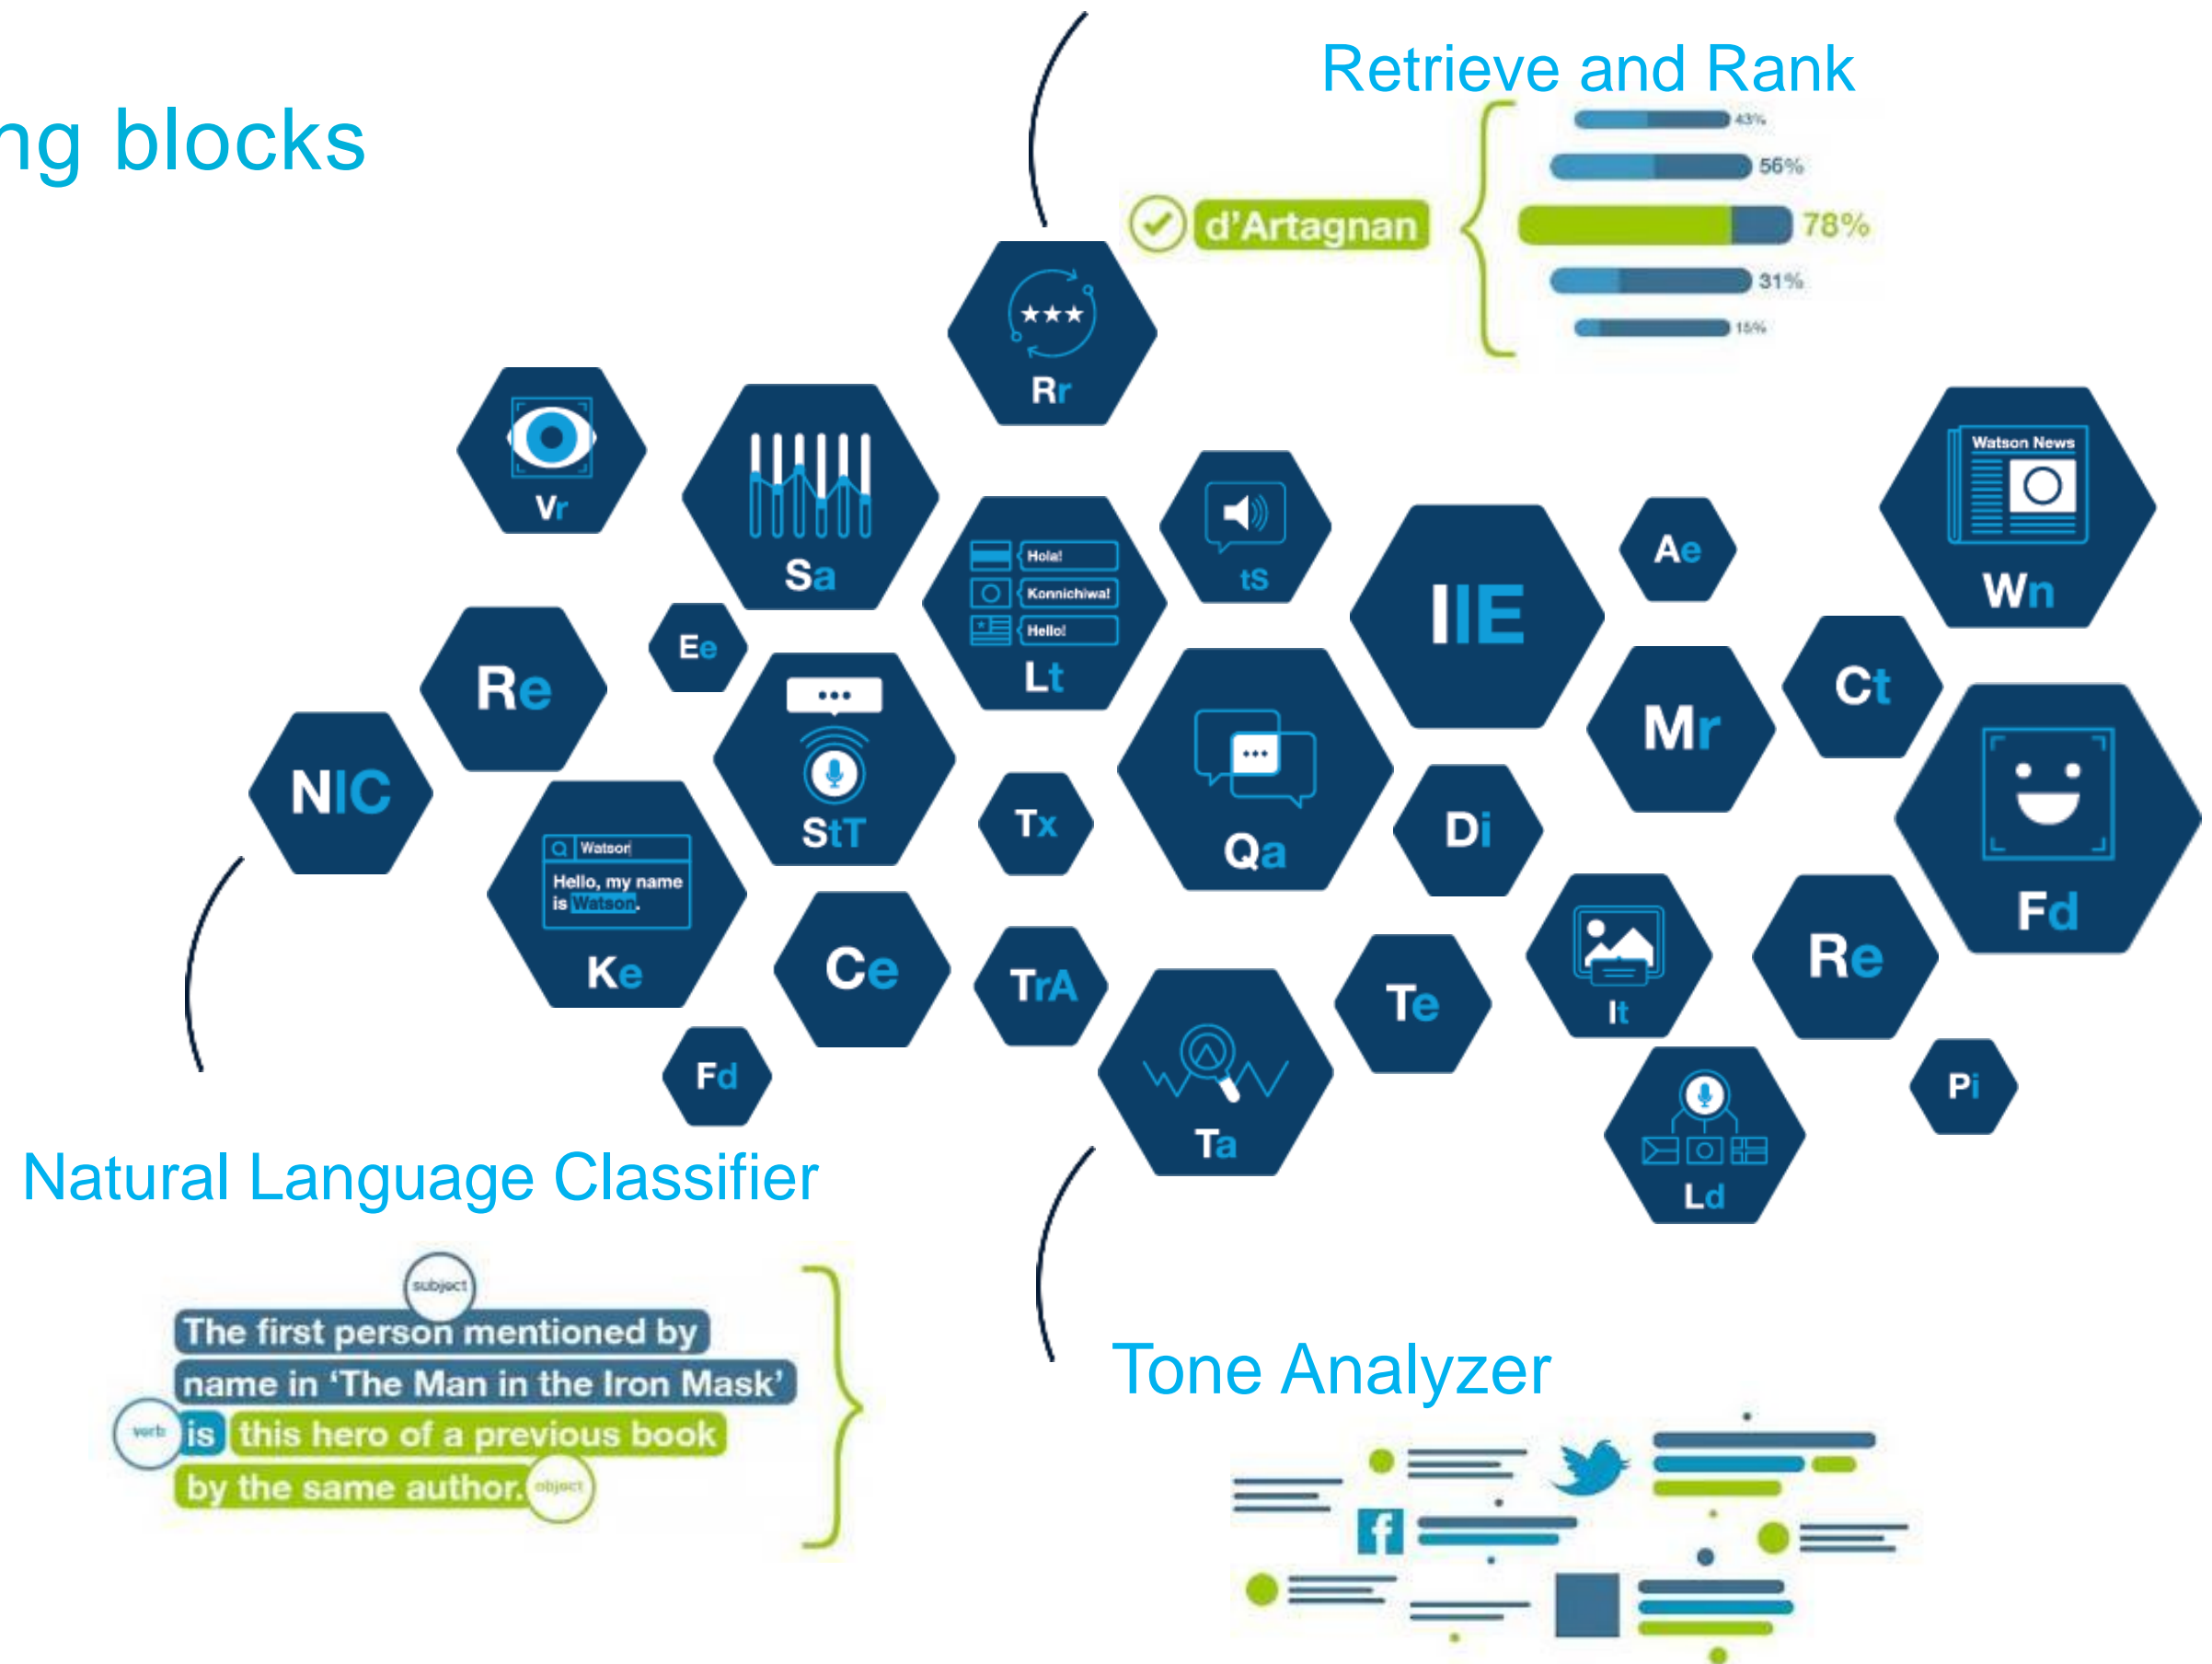 ng blocks
Retrieve and Rank
43%
56%
d'Artagnan
78%
31%
15%
Rr
Vr
Sa
Hola!
Konnichiwa!
Hello!
Lt
tS
IIE
Ae
Watson News
Wn
Re
Ee
NlC
StT
Tx
Qa
Di
Mr
Ct
Fd
Watson
Hello, my name
is Watson.
Ke
Ce
TrA
Te
It
Re
Fd
Ta
Ld
Pi
Natural Language Classifier
subject
The first person mentioned by
name in 'The Man in the Iron Mask'
verb is this hero of a previous book
by the same author. object
Tone Analyzer
f